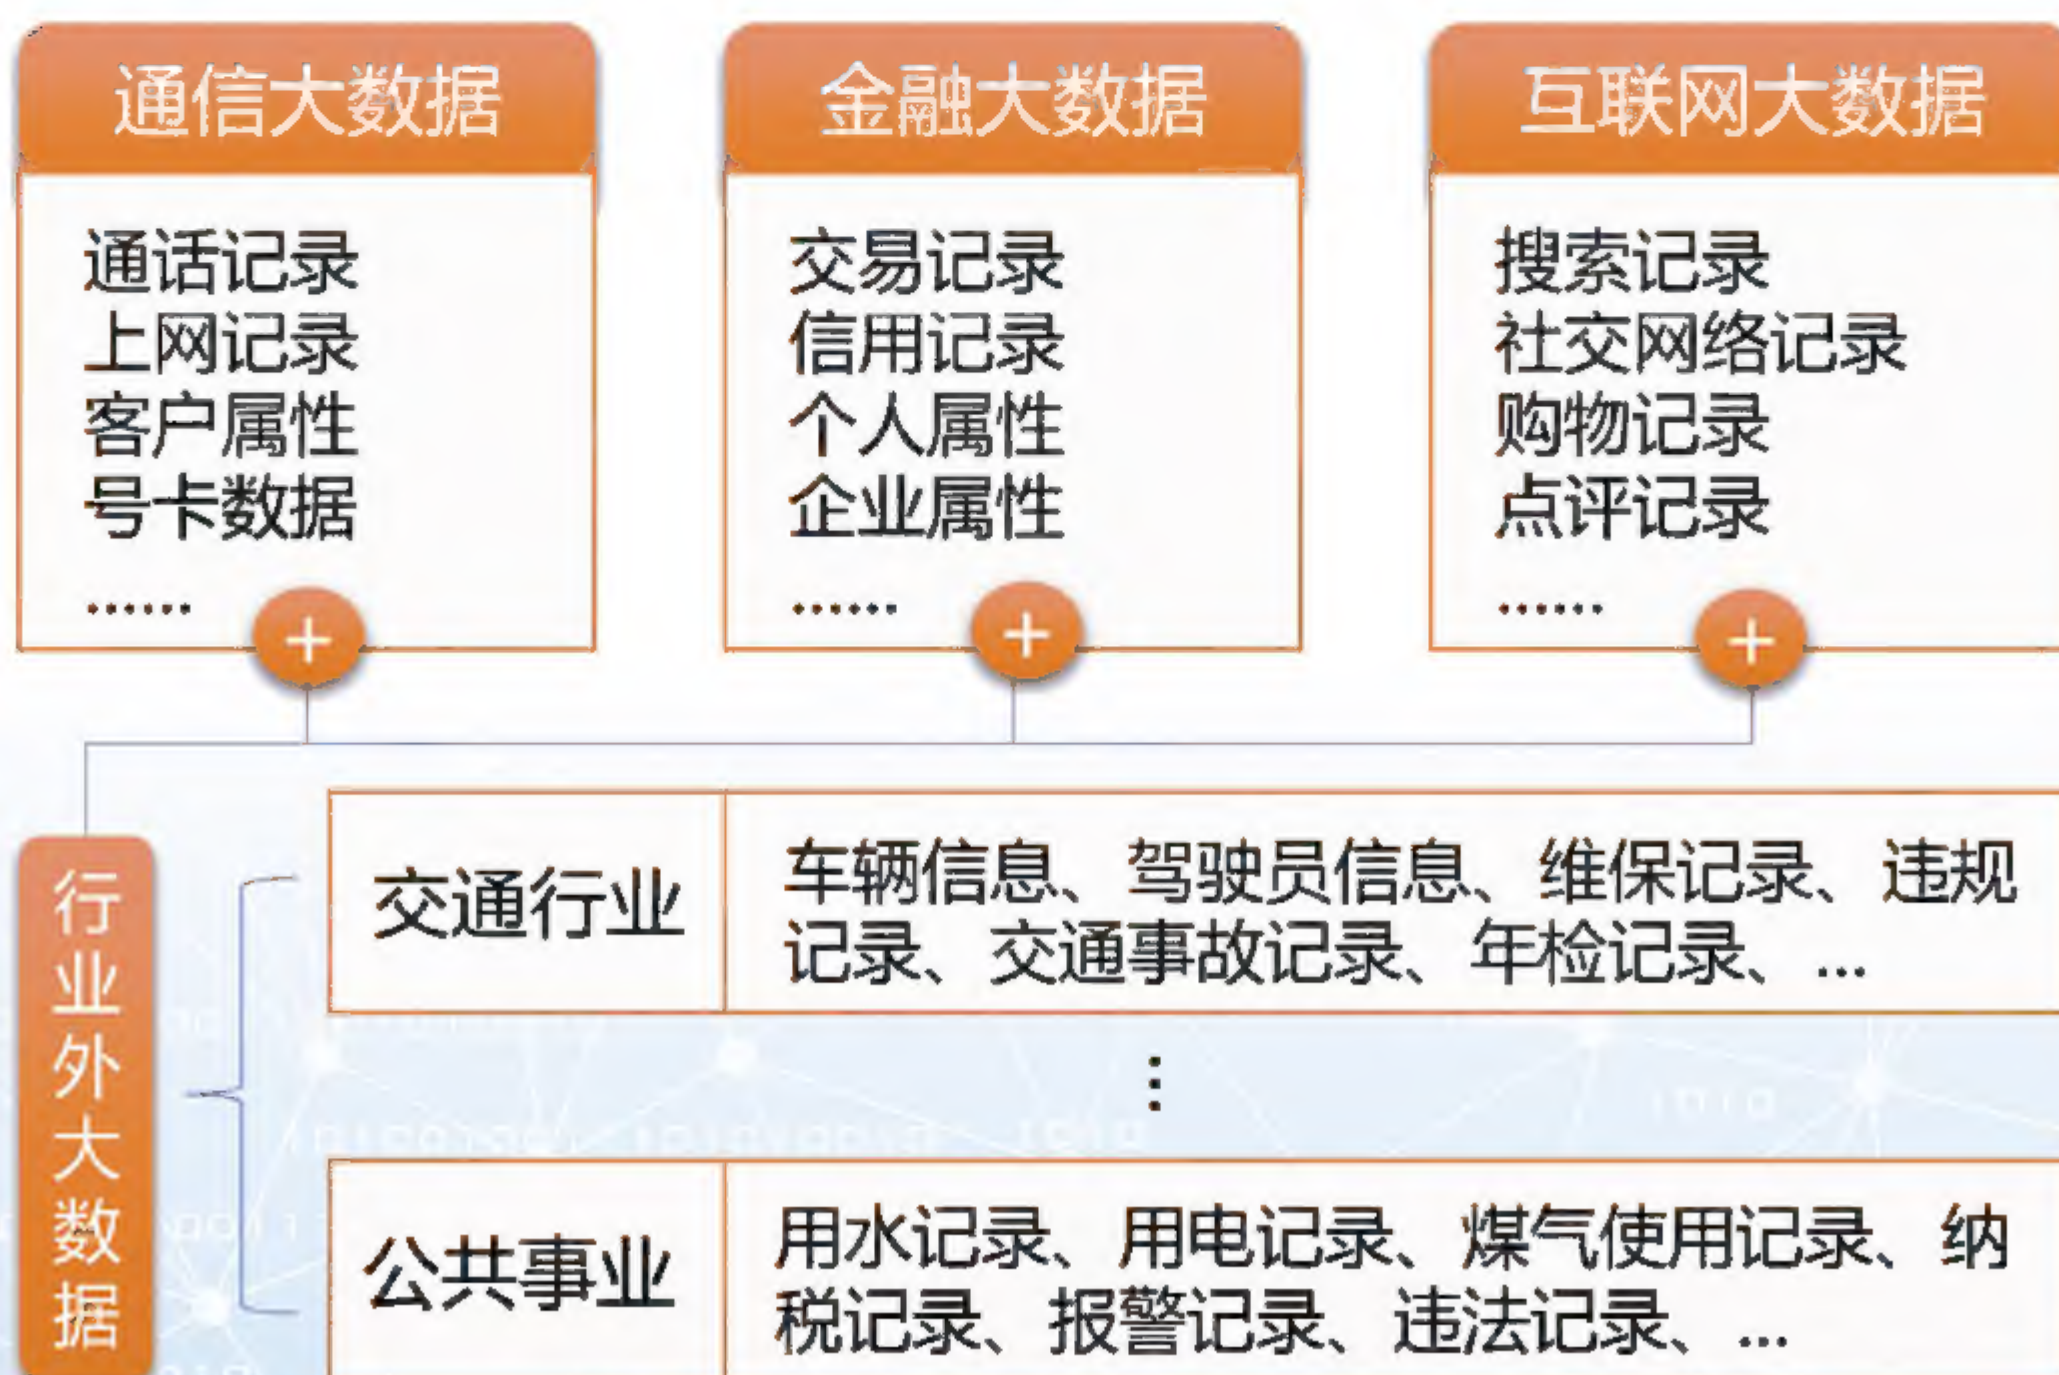 通信大数据
通话记录
上网记录
客户属性
号卡数据
……
+
金融大数据
交易记录
信用记录
个人属性
企业属性
……
+
互联网大数据
搜索记录
社交网络记录
购物记录
点评记录
……
+
行业外大数据
交通行业
车辆信息、驾驶员信息、维保记录、违规
记录、交通事故记录、年检记录、...
⋮
公共事业
用水记录、用电记录、煤气使用记录、纳
税记录、报警记录、违法记录、...